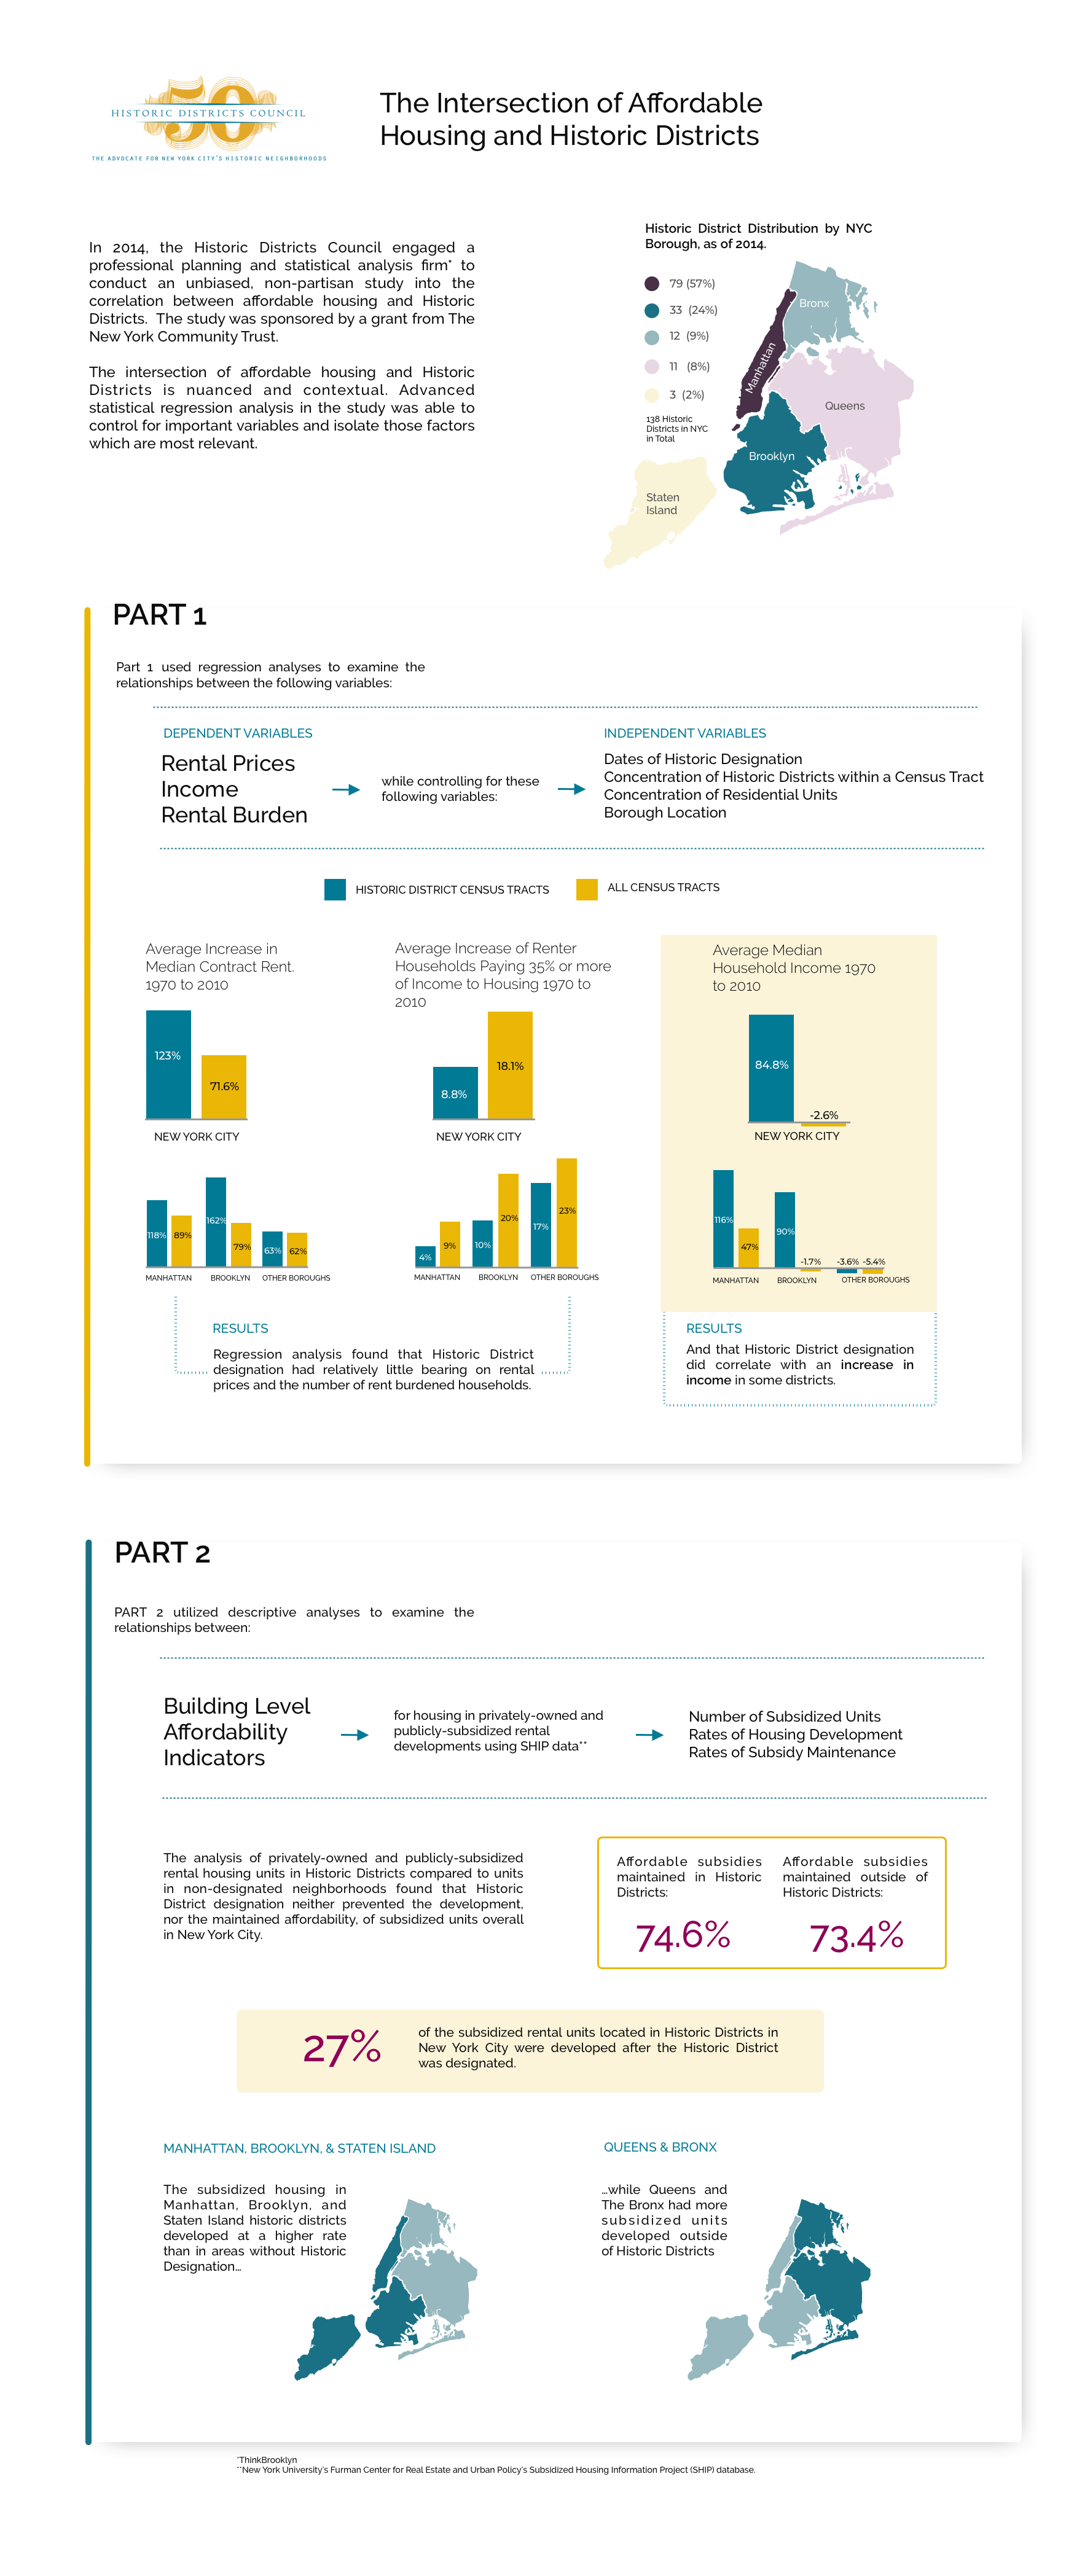 50
HISTORIC DISTRICTS COUNCIL
THE ADVOCATE FOR NEW YORK CITY'S HISTORIC NEIGHBORHOODS
The Intersection of Affordable
Housing and Historic Districts
In 2014, the Historic Districts Council engaged a
professional planning and statistical analysis firm* to
conduct an unbiased, non-partisan study into the
correlation between affordable housing and Historic
Districts. The study was sponsored by a grant from The
New York Community Trust.
The intersection of affordable housing and Historic
Districts is nuanced and contextual. Advanced
statistical regression analysis in the study was able to
control for important variables and isolate those factors
which are most relevant.
Historic District Distribution by NYC
Borough, as of 2014.
79 (57%)
33 (24%)
12 (9%)
11 (8%)
3 (2%)
138 Historic
Districts in NYC
in Total
Bronx
Manhattan
Queens
Brooklyn
Staten
Island
PART 1
Part 1 used regression analyses to examine the
relationships between the following variables:
DEPENDENT VARIABLES
Rental Prices
Income
Rental Burden
while controlling for these
following variables:
INDEPENDENT VARIABLES
Dates of Historic Designation
Concentration of Historic Districts within a Census Tract
Concentration of Residential Units
Borough Location
HISTORIC DISTRICT CENSUS TRACTS
ALL CENSUS TRACTS
Average Increase in
Median Contract Rent.
1970 to 2010
123%
71.6%
NEW YORK CITY
118%
89%
162%
79%
63%
62%
MANHATTAN
BROOKLYN
OTHER BOROUGHS
Average Increase of Renter
Households Paying 35% or more
of Income to Housing 1970 to
2010
8.8%
18.1%
NEW YORK CITY
4%
9%
10%
20%
17%
23%
MANHATTAN
BROOKLYN
OTHER BOROUGHS
Average Median
Household Income 1970
to 2010
84.8%
-2.6%
NEW YORK CITY
116%
47%
90%
-1.7%
-3.6%
-5.4%
MANHATTAN
BROOKLYN
OTHER BOROUGHS
RESULTS
Regression analysis found that Historic District
designation had relatively little bearing on rental
prices and the number of rent burdened households.
RESULTS
And that Historic District designation
did correlate with an increase in
income in some districts.
PART 2
PART 2 utilized descriptive analyses to examine the
relationships between:
Building Level
Affordability
Indicators
for housing in privately-owned and
publicly-subsidized rental
developments using SHIP data**
Number of Subsidized Units
Rates of Housing Development
Rates of Subsidy Maintenance
The analysis of privately-owned and publicly-subsidized
rental housing units in Historic Districts compared to units
in non-designated neighborhoods found that Historic
District designation neither prevented the development,
nor the maintained affordability, of subsidized units overall
in New York City.
Affordable subsidies
maintained in Historic
Districts:
74.6%
Affordable subsidies
maintained outside of
Historic Districts:
73.4%
27%
of the subsidized rental units located in Historic Districts in
New York City were developed after the Historic District
was designated.
MANHATTAN, BROOKLYN, & STATEN ISLAND
The subsidized housing in
Manhattan, Brooklyn, and
Staten Island historic districts
developed at a higher rate
than in areas without Historic
Designation...
QUEENS & BRONX
...while Queens and
The Bronx had more
subsidized units
developed outside
of Historic Districts
*ThinkBrooklyn
**New York University's Furman Center for Real Estate and Urban Policy's Subsidized Housing Information Project (SHIP) database.